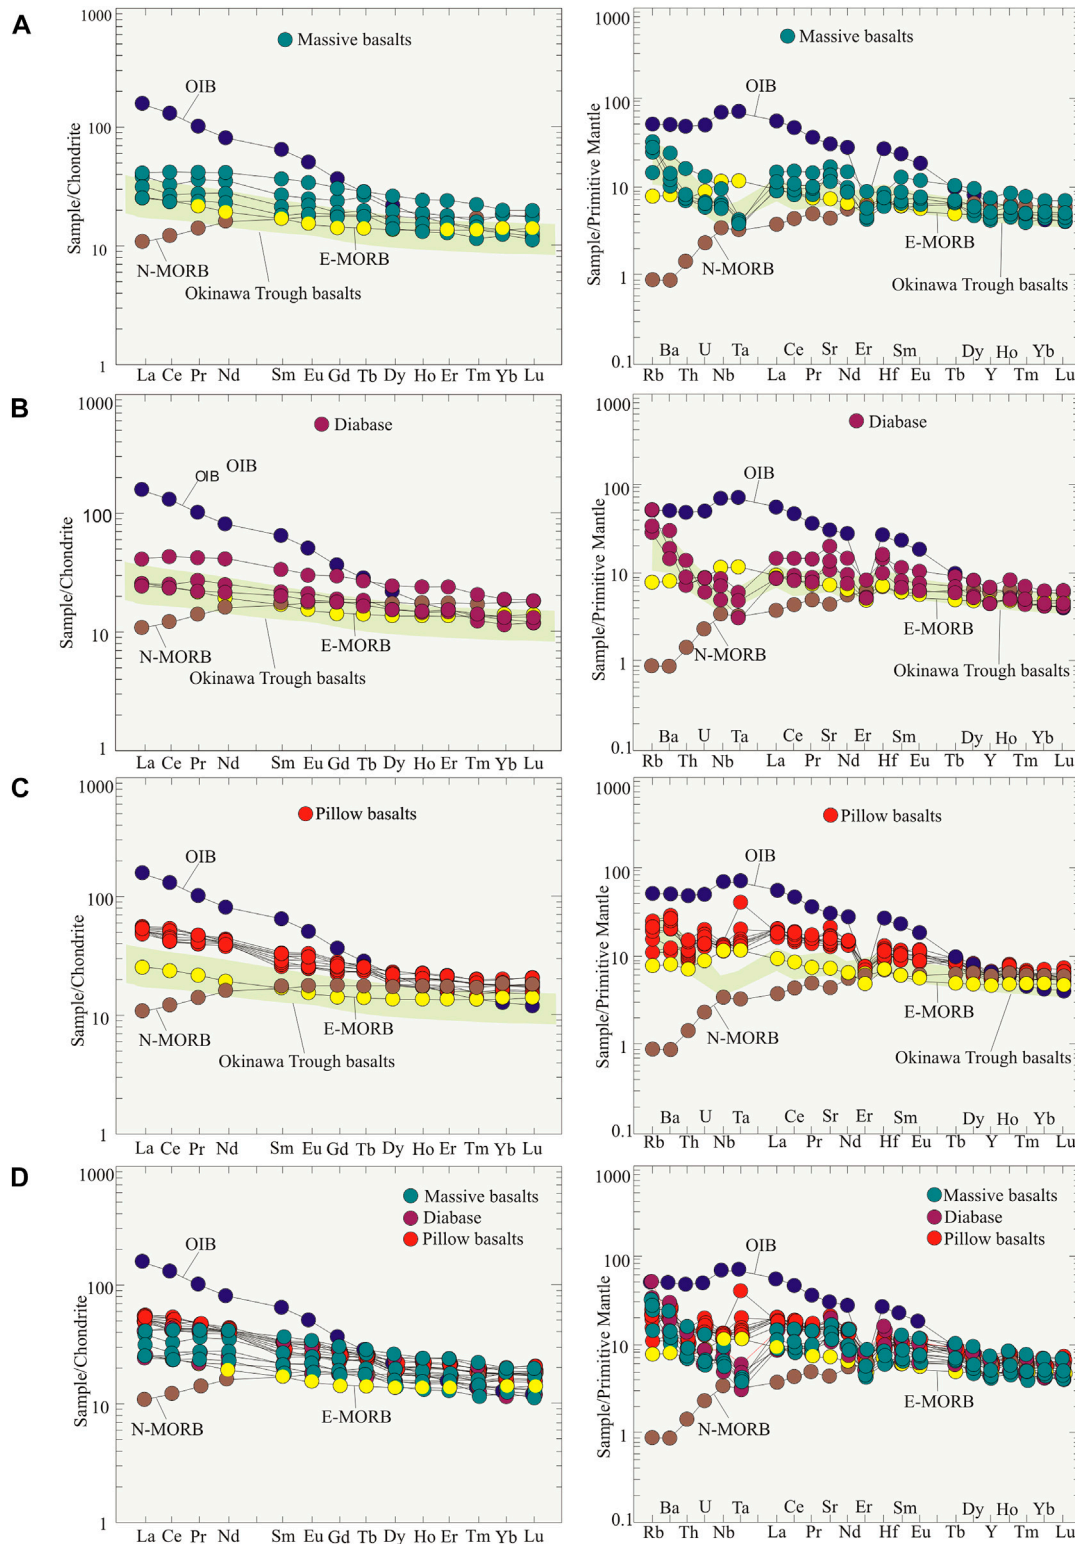 A
1000
100
10
1
Sample/Chondrite
Massive basalts
OIB
N-MORB
E-MORB
Okinawa Trough basalts
La Ce Pr Nd Sm Eu Gd Tb Dy Ho Er Tm Yb Lu
1000
100
10
1
0.1
Sample/Primitive Mantle
Massive basalts
OIB
N-MORB
E-MORB
Okinawa Trough basalts
Ba U Ta Ce Sr Er Sm Dy Ho Yb
Rb Th Nb La Pr Nd Hf Eu Tb Y Tm Lu
B
1000
100
10
1
Sample/Chondrite
Diabase
OIB
OIB
N-MORB
E-MORB
Okinawa Trough basalts
La Ce Pr Nd Sm Eu Gd Tb Dy Ho Er Tm Yb Lu
1000
100
10
1
0.1
Sample/Primitive Mantle
Diabase
OIB
E-MORB
N-MORB
Okinawa Trough basalts
Ba U Ta Ce Sr Er Sm Dy Ho Yb
Rb Th Nb La Pr Nd Hf Eu Tb Y Tm Lu
C
1000
100
10
1
Sample/Chondrite
Pillow basalts
OIB
N-MORB
E-MORB
Okinawa Trough basalts
La Ce Pr Nd Sm Eu Gd Tb Dy Ho Er Tm Yb Lu
1000
100
10
1
0.1
Sample/Primitive Mantle
Pillow basalts
OIB
E-MORB
N-MORB
Okinawa Trough basalts
Ba U Ta Ce Sr Er Sm Dy Ho Yb
Rb Th Nb La Pr Nd Hf Eu Tb Y Tm Lu
D
1000
100
10
1
Sample/Chondrite
Massive basalts
Diabase
Pillow basalts
OIB
N-MORB
E-MORB
La Ce Pr Nd Sm Eu Gd Tb Dy Ho Er Tm Yb Lu
1000
100
10
1
0.1
Sample/Primitive Mantle
Massive basalts
Diabase
Pillow basalts
OIB
E-MORB
N-MORB
Ba U Ta Ce Sr Er Sm Dy Ho Yb
Rb Th Nb La Pr Nd Hf Eu Tb Y Tm Lu